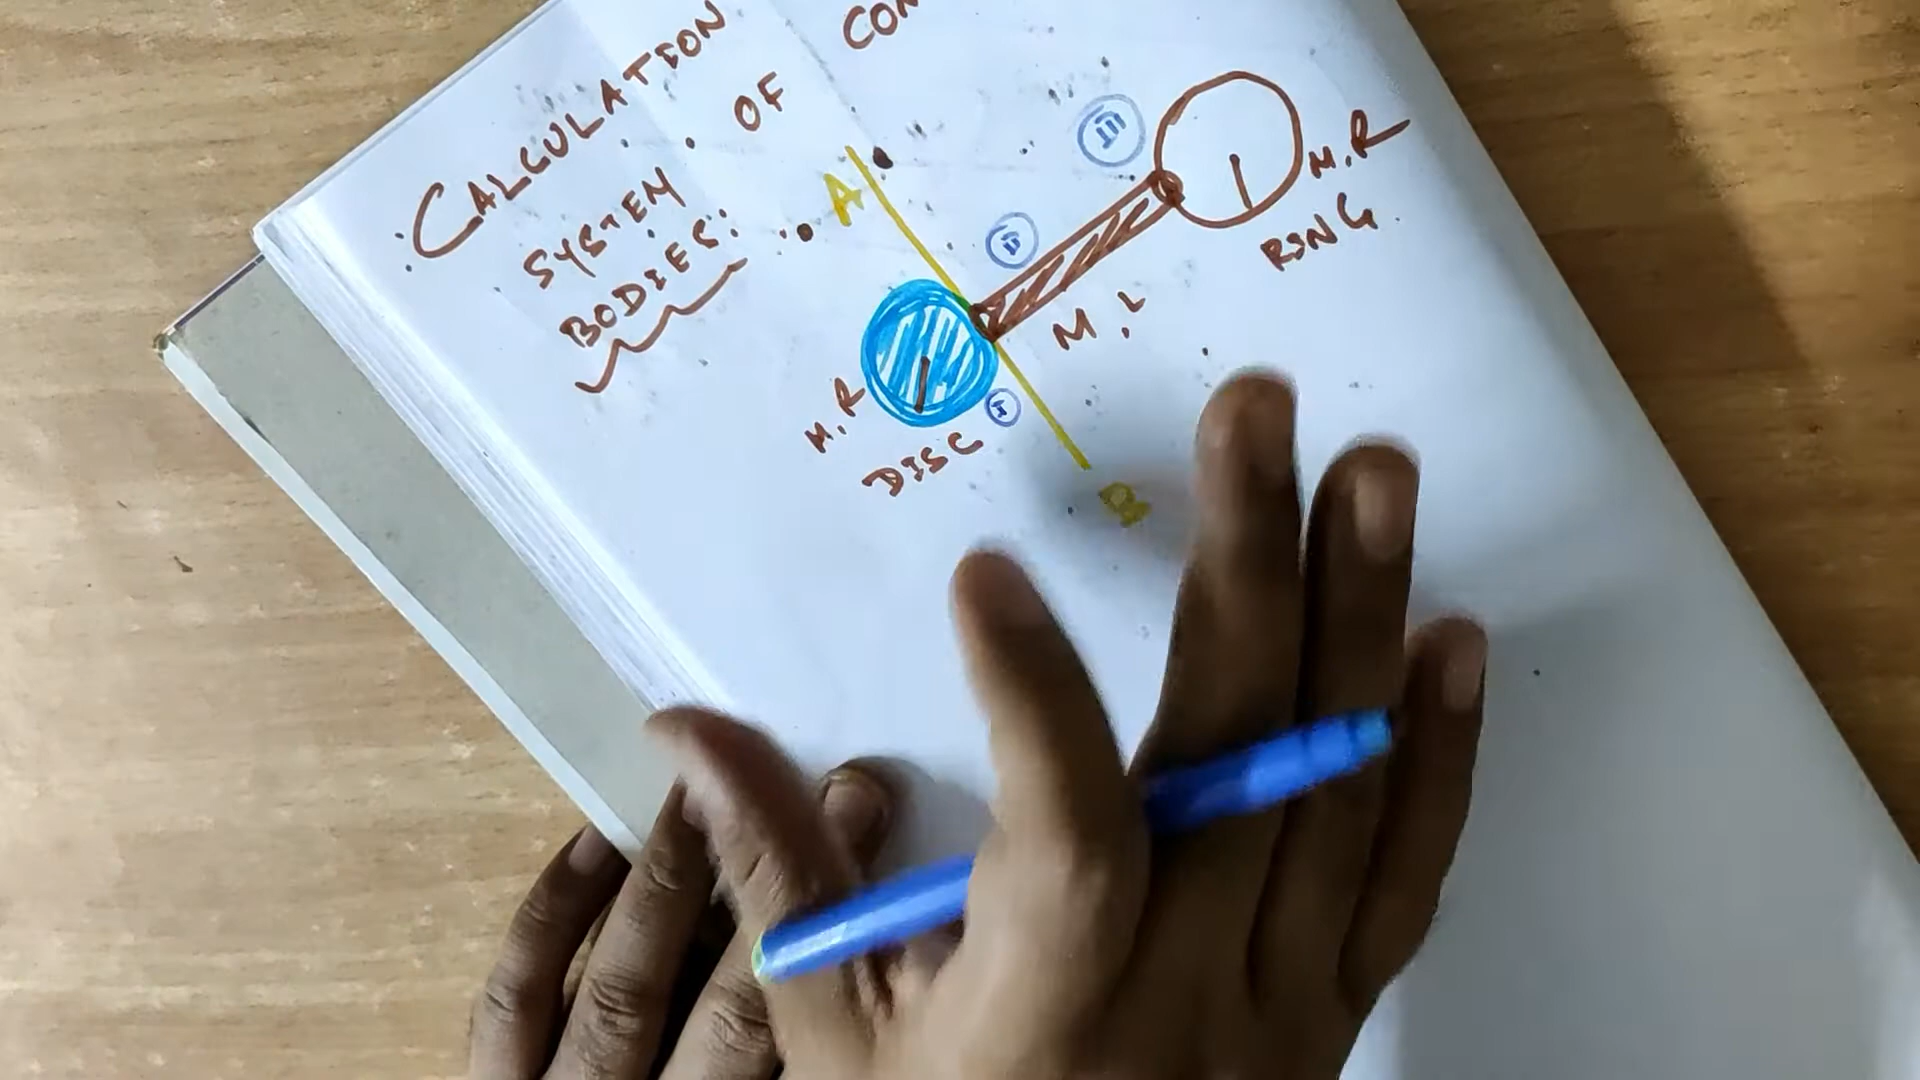 CALCULATION OF
SYSTEM
BODIES:
A
III
M, R
RING.
II
M, L
M, R
DISC
I
B